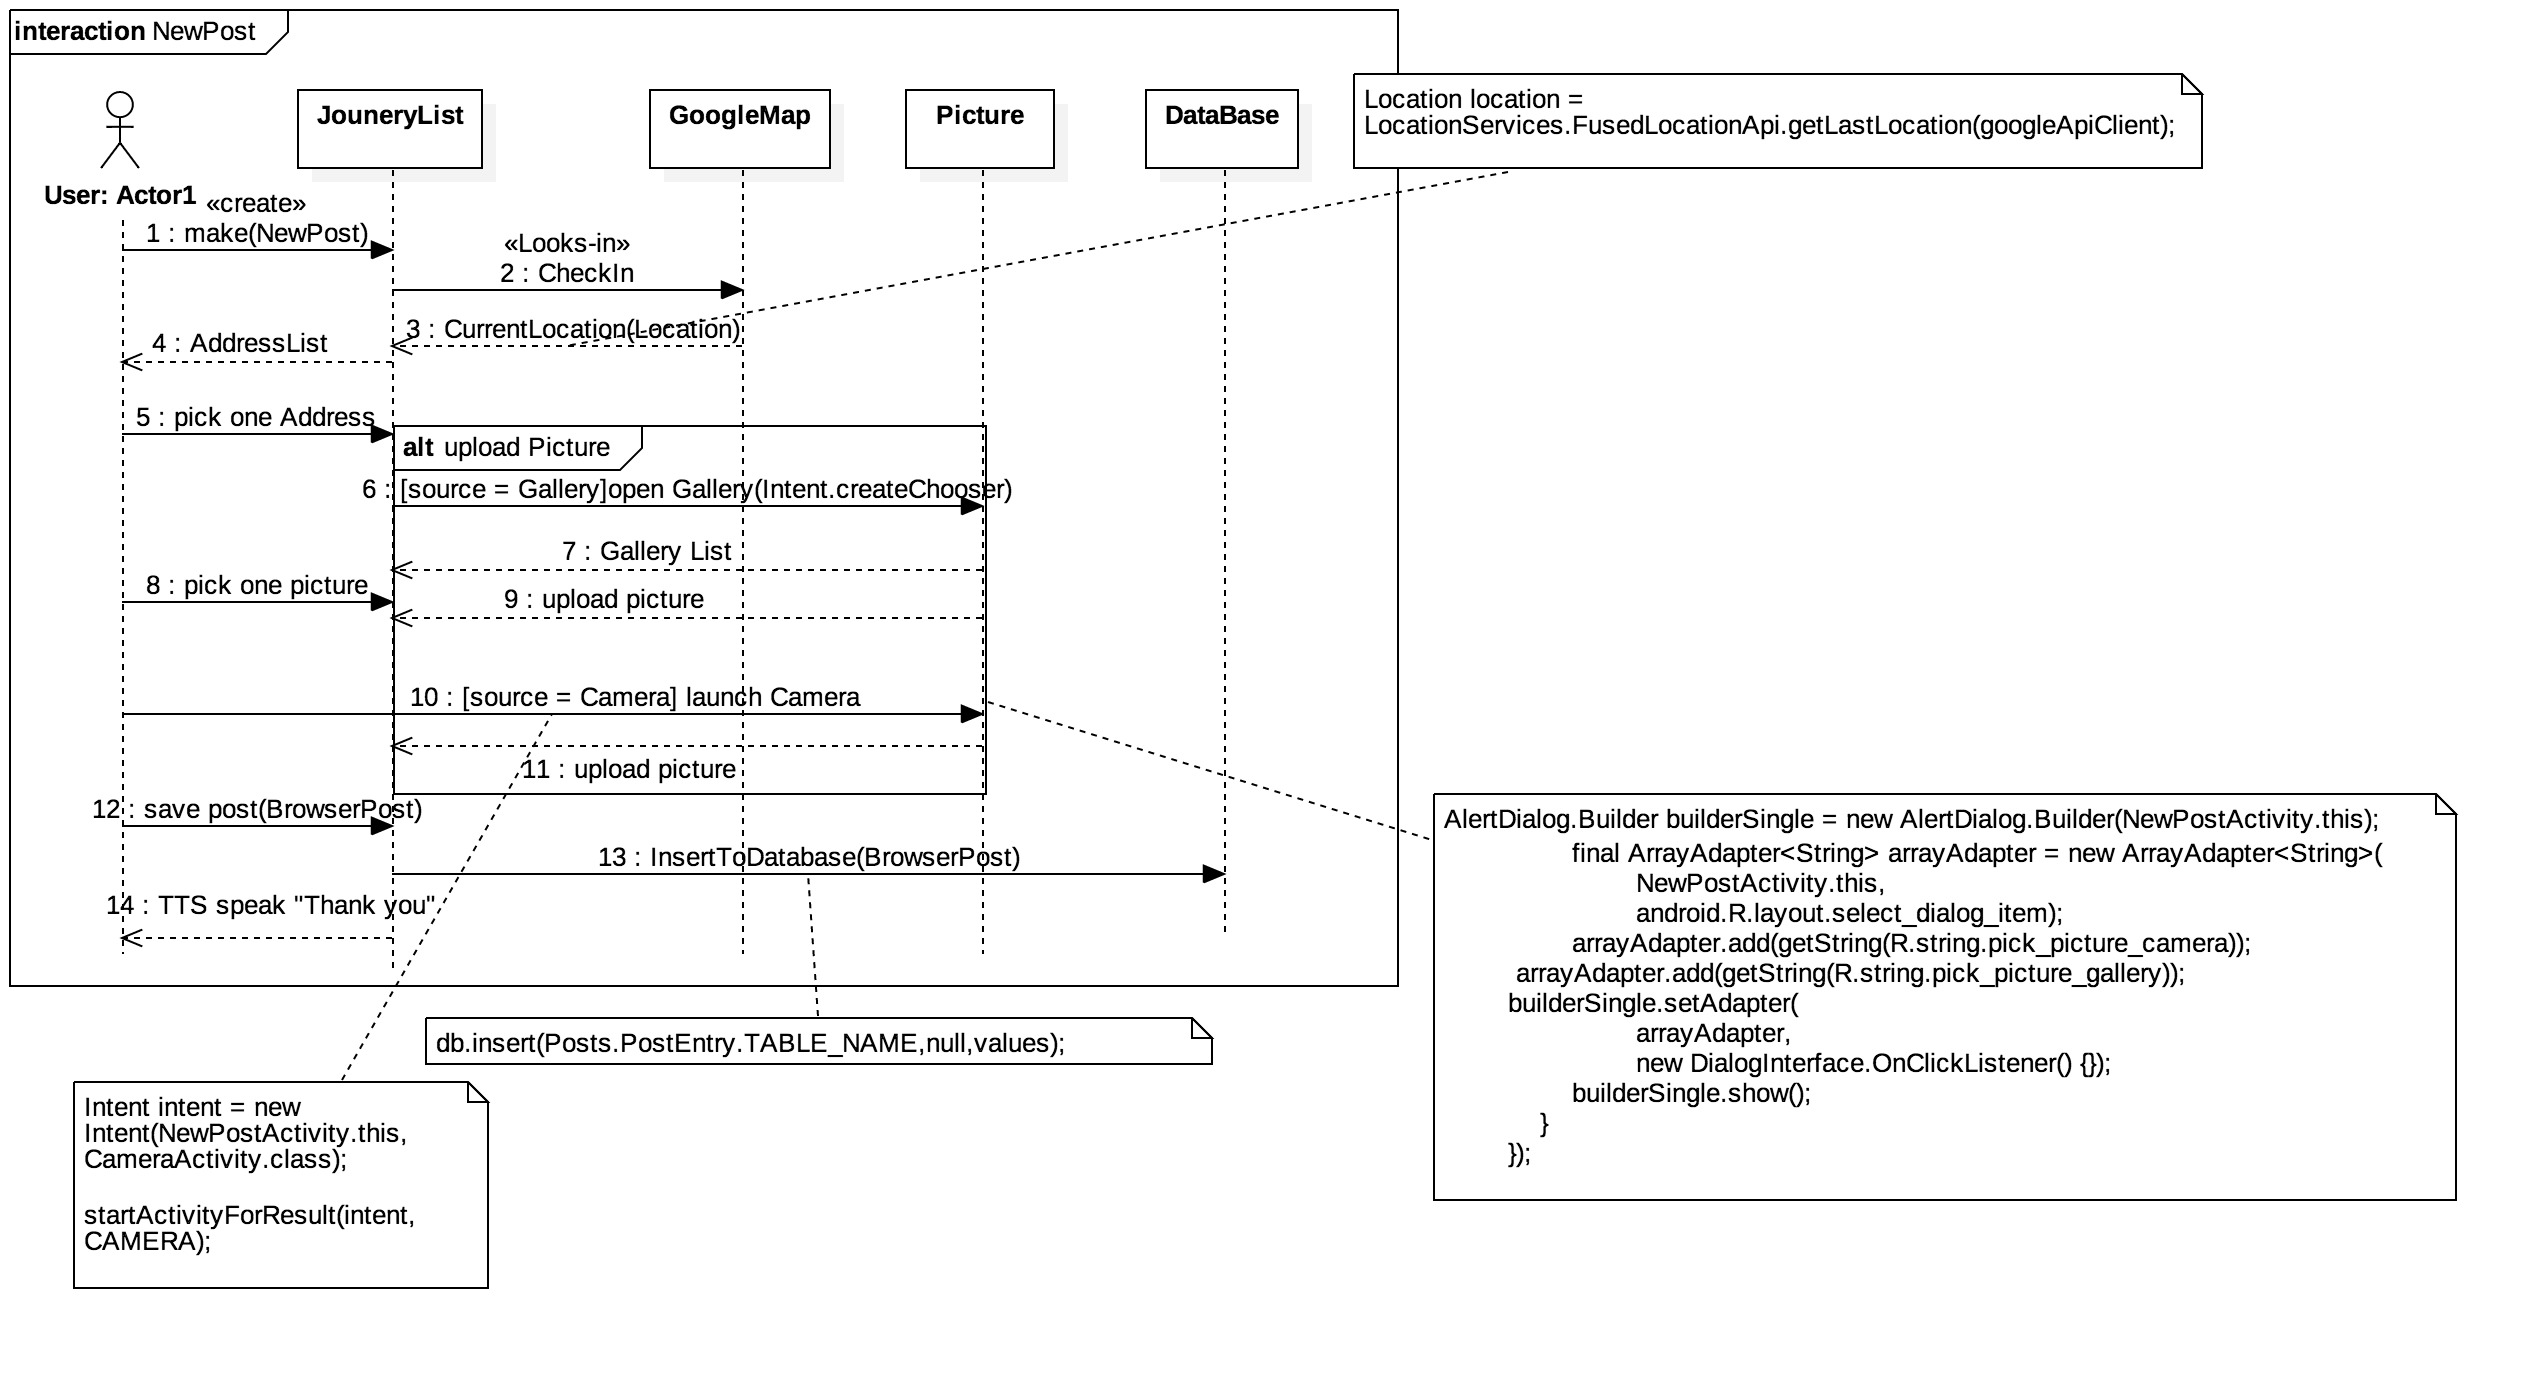 interaction NewPost
JouneryList
GoogleMap
Picture
DataBase
Location location =
LocationServices.FusedLocationApi.getLastLocation(googleApiClient);
User: Actor1
«create»
1 : make(NewPost)
«Looks-in»
2 : CheckIn
3 : CurrentLocation(Location)
4 : AddressList
5 : pick one Address
alt upload Picture
6 : [source = Gallery]open Gallery(Intent.createChooser)
7 : Gallery List
8 : pick one picture
9 : upload picture
10 : [source = Camera] launch Camera
11 : upload picture
12 : save post(BrowserPost)
13 : InsertToDatabase(BrowserPost)
14 : TTS speak "Thank you"
AlertDialog.Builder builderSingle = new AlertDialog.Builder(NewPostActivity.this);
final ArrayAdapter<String> arrayAdapter = new ArrayAdapter<String>(
NewPostActivity.this,
android.R.layout.select_dialog_item);
arrayAdapter.add(getString(R.string.pick_picture_camera));
arrayAdapter.add(getString(R.string.pick_picture_gallery));
builderSingle.setAdapter(
arrayAdapter,
new DialogInterface.OnClickListener() {});
builderSingle.show();
}
});
db.insert(Posts.PostEntry.TABLE_NAME,null,values);
Intent intent = new
Intent(NewPostActivity.this,
CameraActivity.class);
startActivityForResult(intent,
CAMERA);